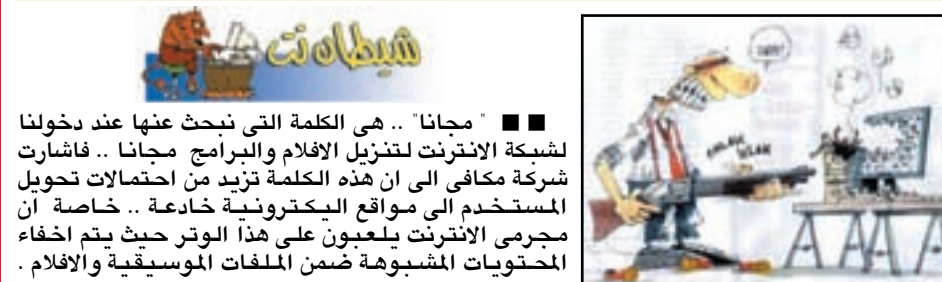 شيطان نت
■ ■ " مجانا" .. هى الكلمة التى نبحث عنها عند دخولنا
لشبكة الانترنت لتنزيل الافلام والبرامج مجانا .. فاشارت
شركة مكافى الى ان هذه الكلمة تزيد من احتمالات تحويل
المستخدم الى مواقع اليكترونية خادعة .. خاصة ان
مجرمى الانترنت يلعبون على هذا الوتر حيث يتم اخفاء
المحتويات المشبوهة ضمن الملفات الموسيقية والافلام .